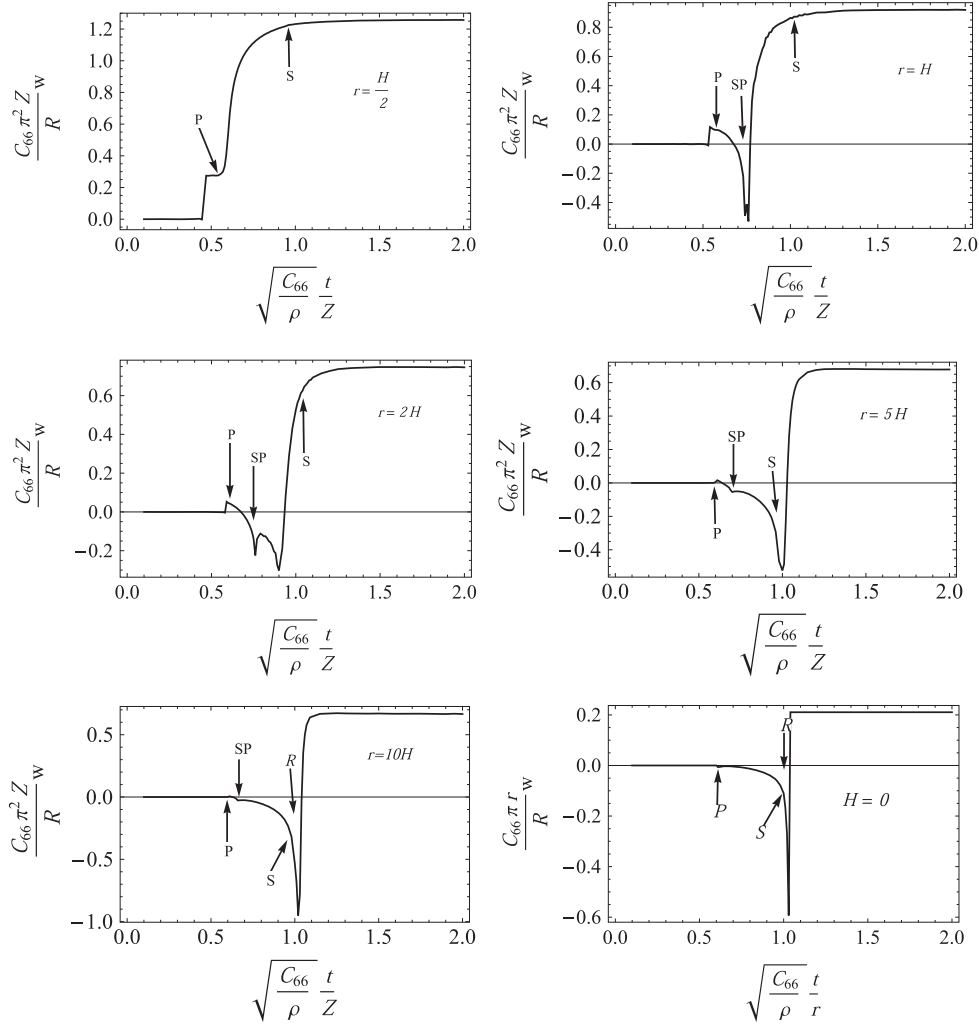 C₆₆ π² Z / R w
1.2
1.0
0.8
0.6
0.4
0.2
0.0
P
S
r = H/2
0.0 0.5 1.0 1.5 2.0
√(C₆₆/ρ) t/Z
C₆₆ π² Z / R w
0.8
0.6
0.4
0.2
0.0
−0.2
−0.4
P
SP
S
r = H
0.0 0.5 1.0 1.5 2.0
√(C₆₆/ρ) t/Z
C₆₆ π² Z / R w
0.6
0.4
0.2
0.0
−0.2
P
SP
S
r = 2H
0.0 0.5 1.0 1.5 2.0
√(C₆₆/ρ) t/Z
C₆₆ π² Z / R w
0.6
0.4
0.2
0.0
−0.2
−0.4
SP
S
P
r = 5H
0.0 0.5 1.0 1.5 2.0
√(C₆₆/ρ) t/Z
C₆₆ π² Z / R w
0.5
0.0
−0.5
−1.0
SP
R
P
S
r=10H
0.0 0.5 1.0 1.5 2.0
√(C₆₆/ρ) t/Z
C₆₆ π r / R w
0.2
0.0
−0.2
−0.4
−0.6
R
P
S
H = 0
0.0 0.5 1.0 1.5 2.0
√(C₆₆/ρ) t/r